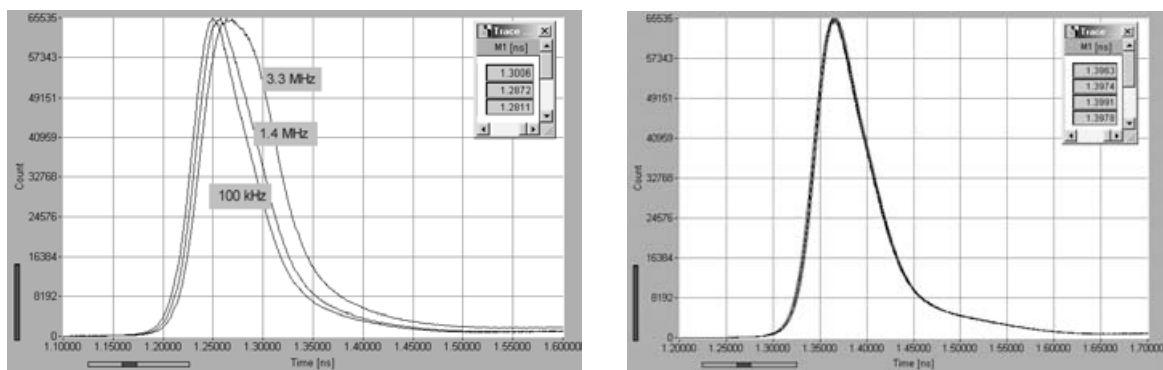 65535
57343
49151
40959
32768
24576
16384
8192
0
Count
1.10000 1.15000 1.20000 1.25000 1.30000 1.35000 1.40000 1.45000 1.50000 1.55000 1.60000
Time [ns]
3.3 MHz
1.4 MHz
100 kHz
Trace
M1 [ns]
1.3006
1.2872
1.2811
65535
57343
49151
40959
32768
24576
16384
8192
0
Count
1.20000 1.25000 1.30000 1.35000 1.40000 1.45000 1.50000 1.55000 1.60000 1.65000 1.70000
Time [ns]
Trace
M1 [ns]
1.3963
1.3974
1.3991
1.3978